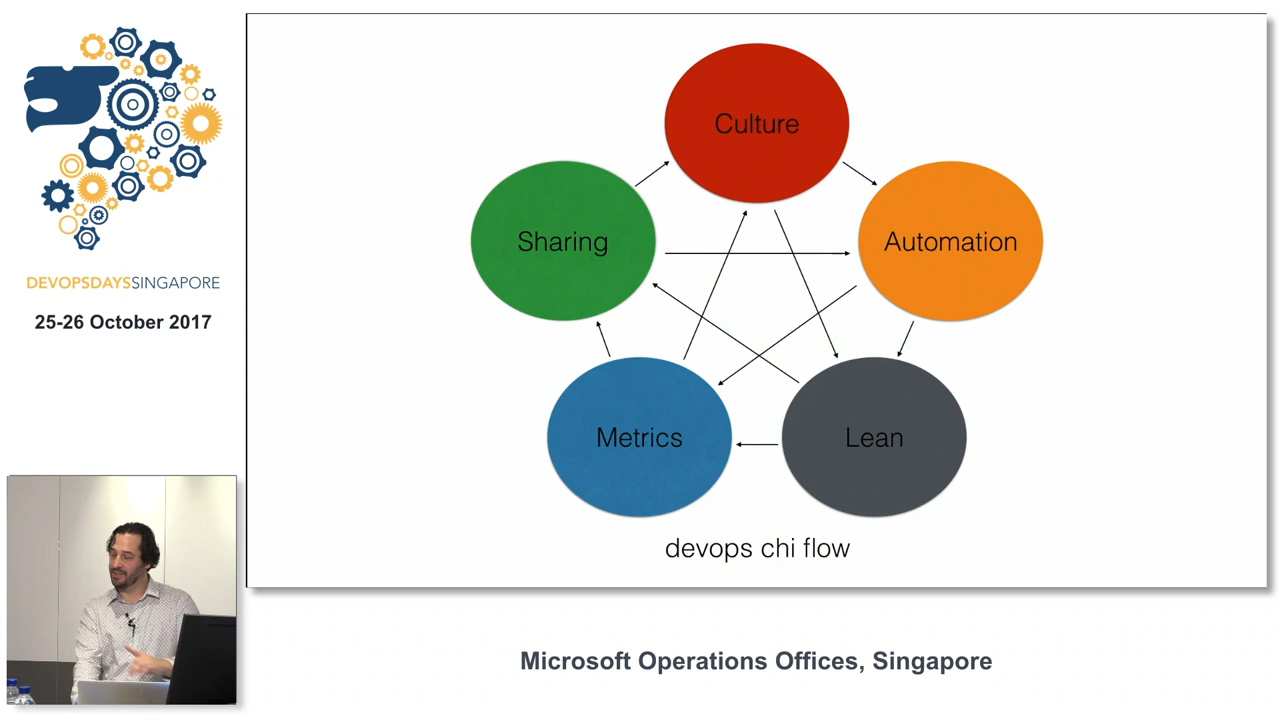 DEVOPSDAYSSINGAPORE
25-26 October 2017
Culture
Sharing
Automation
Metrics
Lean
devops chi flow
Microsoft Operations Offices, Singapore